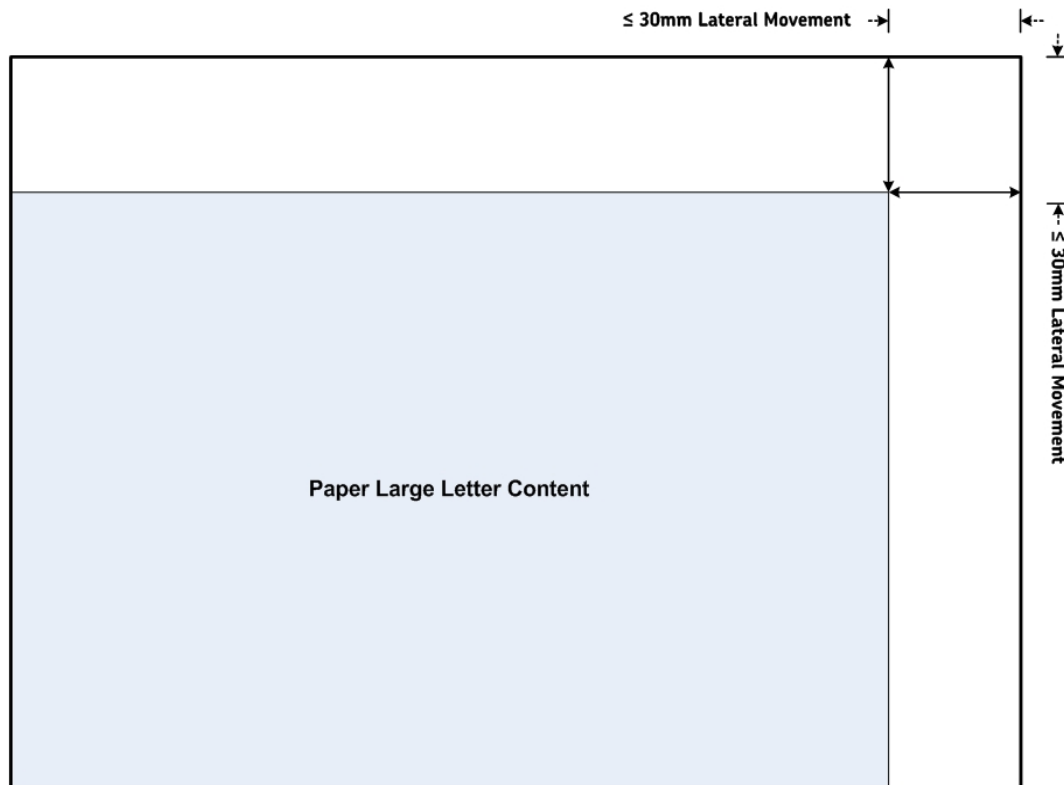 ≤ 30mm Lateral Movement
≤ 30mm Lateral Movement
Paper Large Letter Content